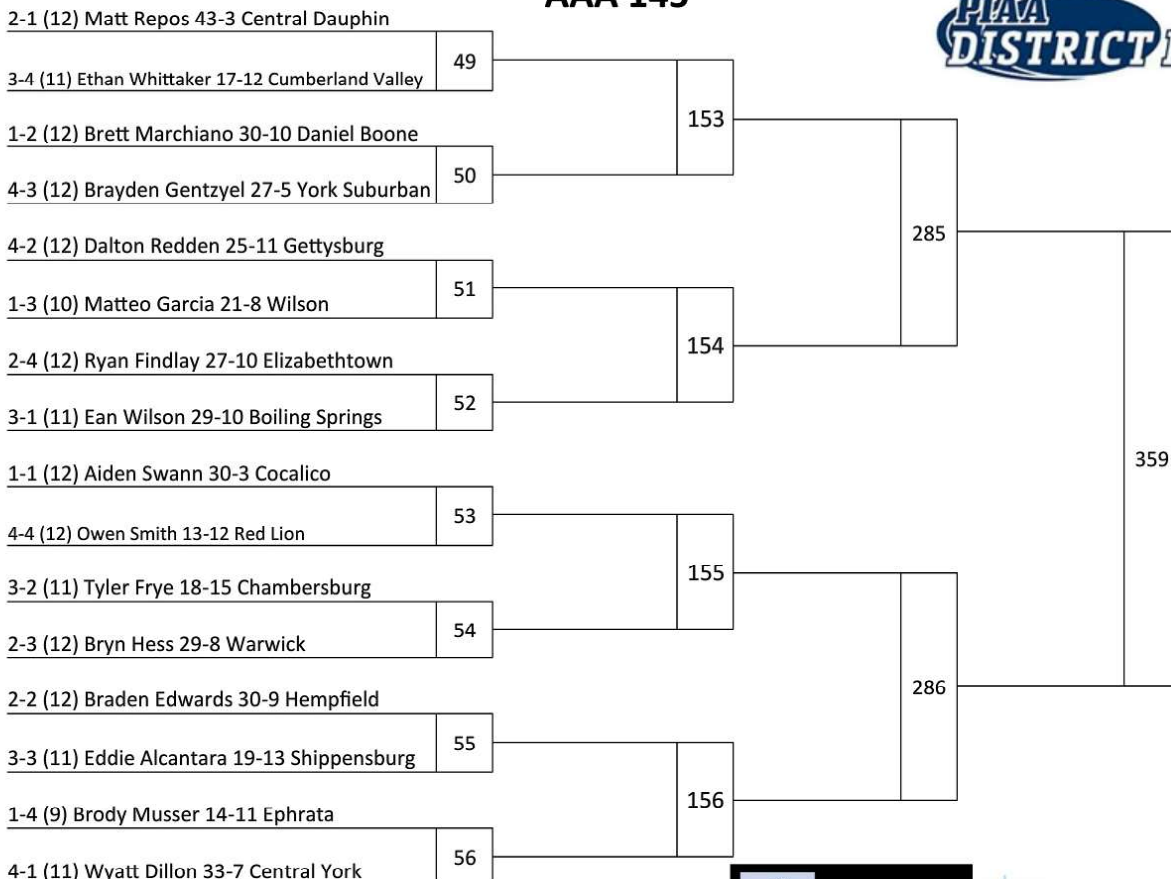 AAA 145
PIAA
DISTRICT
2-1 (12) Matt Repos 43-3 Central Dauphin
49
3-4 (11) Ethan Whittaker 17-12 Cumberland Valley
153
1-2 (12) Brett Marchiano 30-10 Daniel Boone
50
4-3 (12) Brayden Gentzyel 27-5 York Suburban
285
4-2 (12) Dalton Redden 25-11 Gettysburg
51
1-3 (10) Matteo Garcia 21-8 Wilson
154
2-4 (12) Ryan Findlay 27-10 Elizabethtown
52
3-1 (11) Ean Wilson 29-10 Boiling Springs
359
1-1 (12) Aiden Swann 30-3 Cocalico
53
4-4 (12) Owen Smith 13-12 Red Lion
155
3-2 (11) Tyler Frye 18-15 Chambersburg
54
2-3 (12) Bryn Hess 29-8 Warwick
286
2-2 (12) Braden Edwards 30-9 Hempfield
55
3-3 (11) Eddie Alcantara 19-13 Shippensburg
156
1-4 (9) Brody Musser 14-11 Ephrata
56
4-1 (11) Wyatt Dillon 33-7 Central York